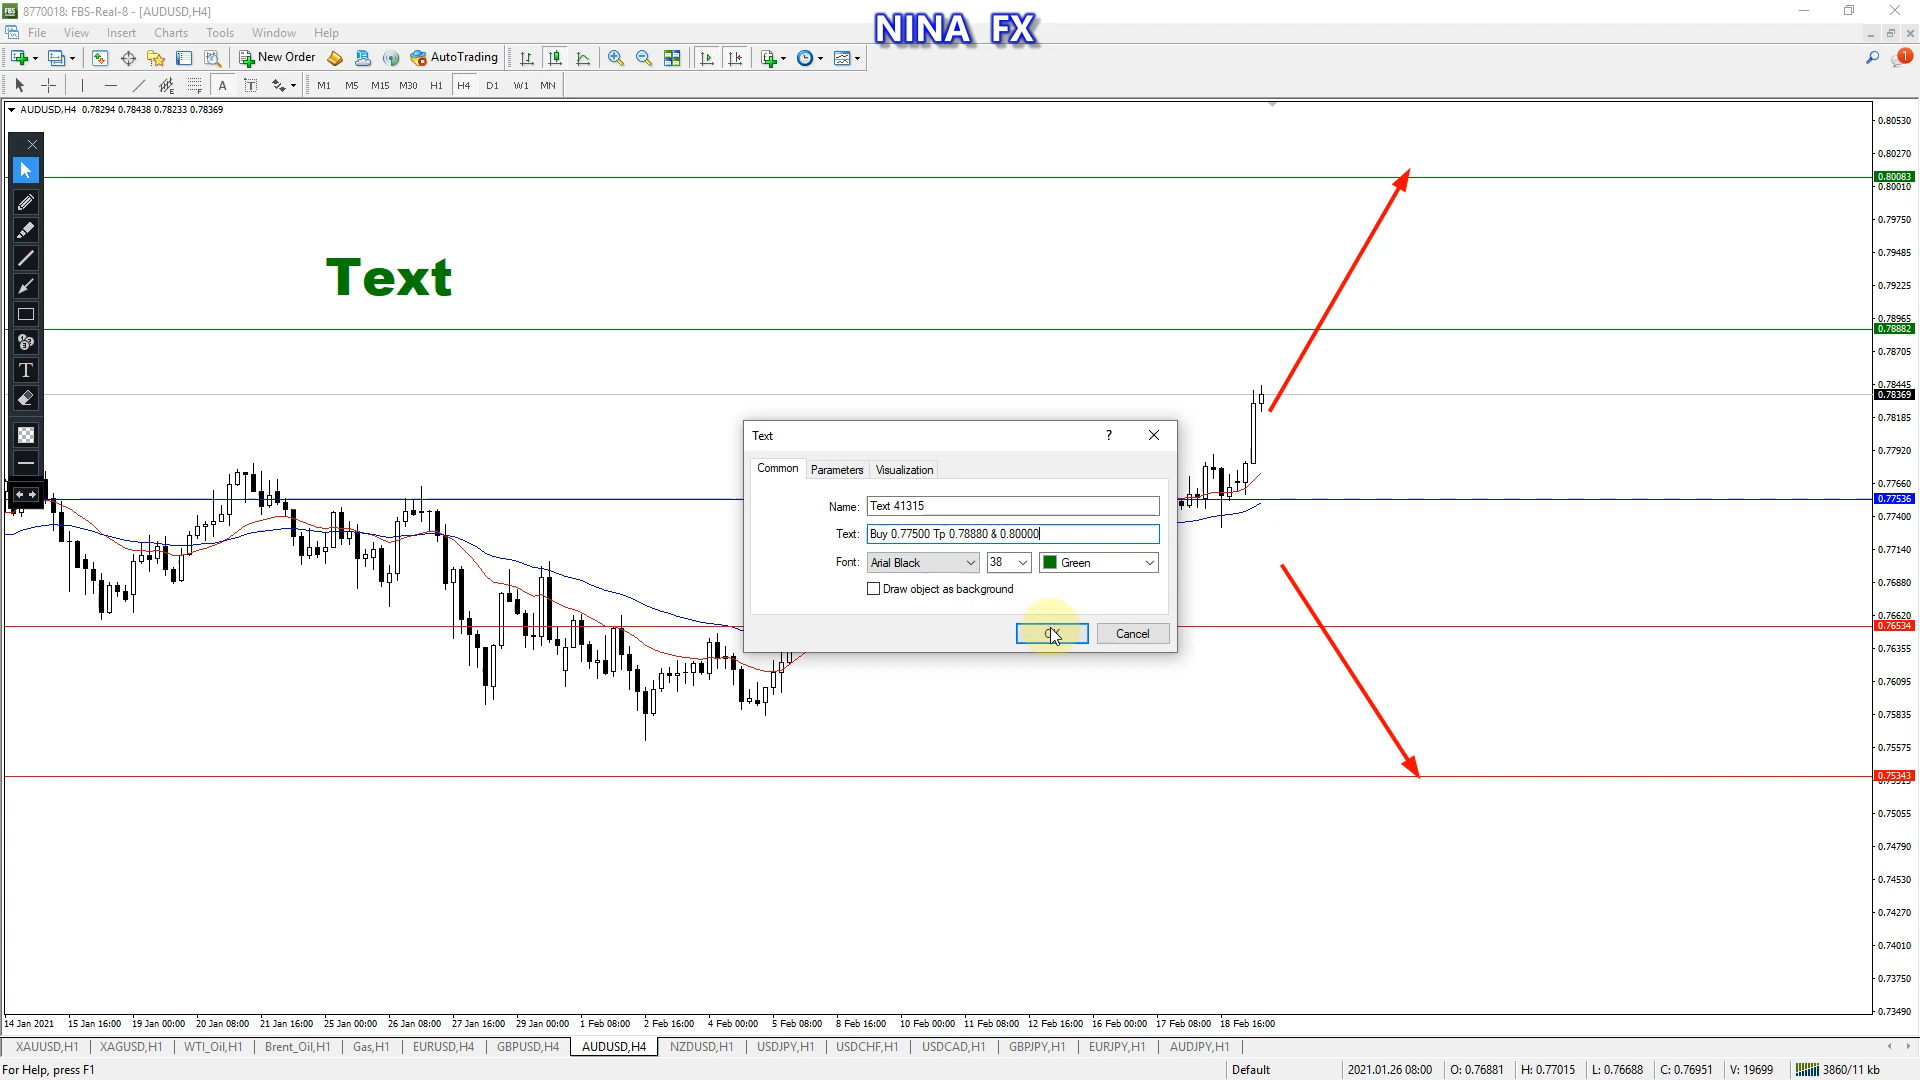 8770018: FBS-Real-8 - [AUDUSD,H4]
NINA FX
File View Insert Charts Tools Window Help
New Order AutoTrading
1
A T M1 M5 M15 M30 H1 H4 D1 W1 MN
AUDUSD,H4 0.78294 0.78438 0.78233 0.78369
Text
T
Text
?
Common Parameters Visualization
Name: Text 41315
Text: Buy 0.77500 Tp 0.78880 & 0.80000
Font: Arial Black 38 Green
Draw object as background
Cancel
0.80530
0.80270
0.80083
0.80010
0.79750
0.79485
0.79225
0.78965
0.78882
0.78705
0.78445
0.78369
0.78185
0.77920
0.77660
0.77536
0.77400
0.77140
0.76880
0.76620
0.76534
0.76355
0.76095
0.75835
0.75575
0.75343
0.75055
0.74790
0.74530
0.74270
0.74010
0.73750
0.73490
14 Jan 2021 15 Jan 16:00 19 Jan 00:00 20 Jan 08:00 21 Jan 16:00 25 Jan 00:00 26 Jan 08:00 27 Jan 16:00 29 Jan 00:00 1 Feb 08:00 2 Feb 16:00 4 Feb 00:00 5 Feb 08:00 8 Feb 16:00 10 Feb 00:00 11 Feb 08:00 12 Feb 16:00 16 Feb 00:00 17 Feb 08:00 18 Feb 16:00
XAUUSD,H1 XAGUSD,H1 WTI_Oil,H1 Brent_Oil,H1 Gas,H1 EURUSD,H4 GBPUSD,H4 AUDUSD,H4 NZDUSD,H1 USDJPY,H1 USDCHF,H1 USDCAD,H1 GBPJPY,H1 EURJPY,H1 AUDJPY,H1
For Help, press F1 Default 2021.01.26 08:00 O: 0.76881 H: 0.77015 L: 0.76688 C: 0.76951 V: 19699 3860/11 kb